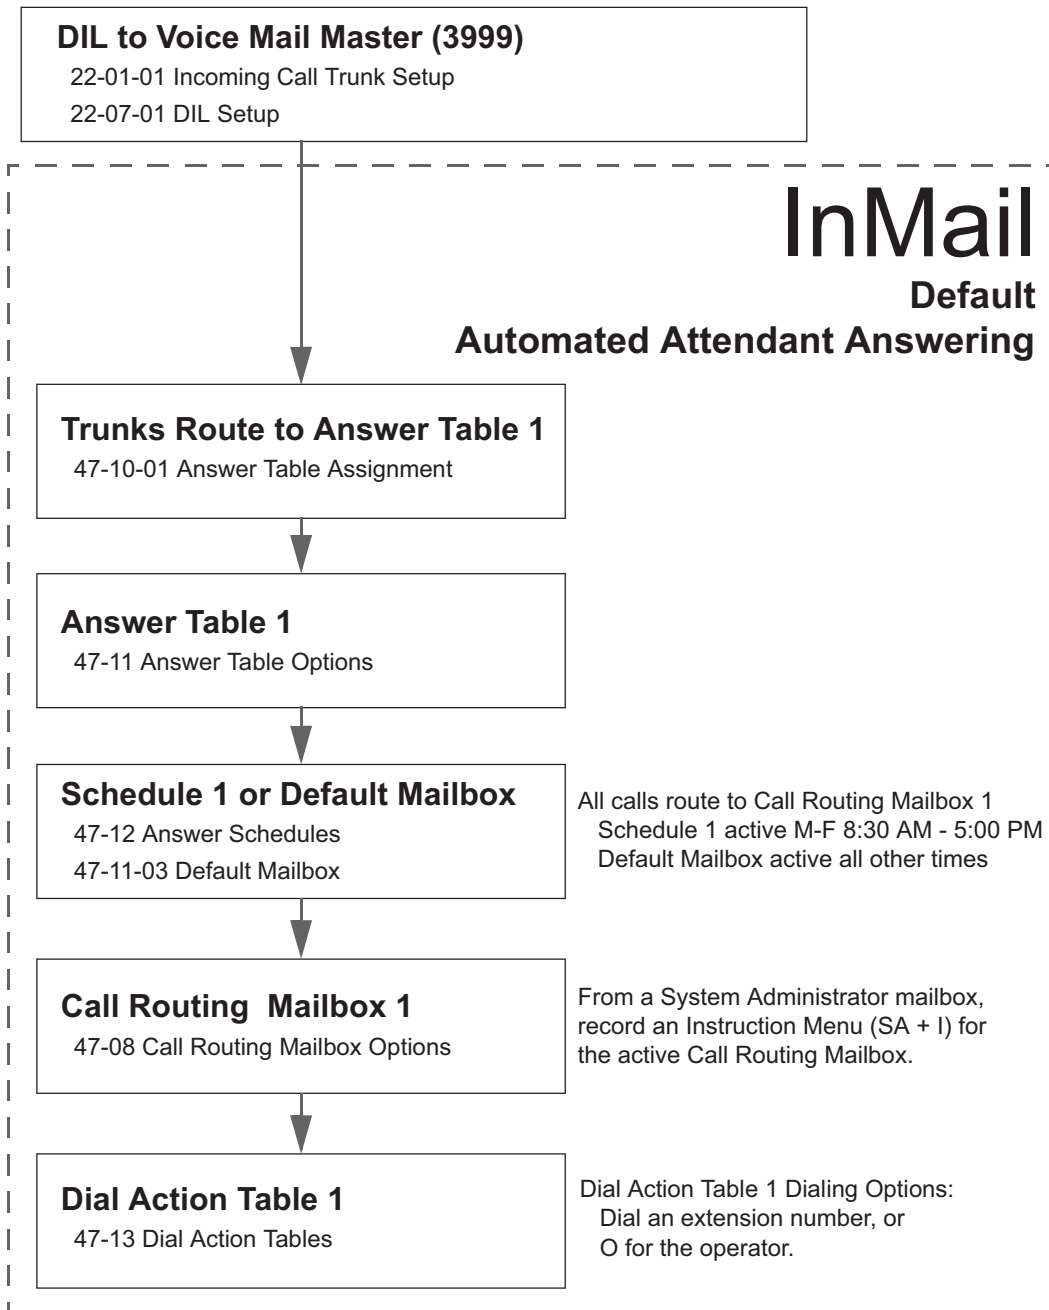 DIL to Voice Mail Master (3999)
22-01-01 Incoming Call Trunk Setup
22-07-01 DIL Setup
InMail
Default
Automated Attendant Answering
Trunks Route to Answer Table 1
47-10-01 Answer Table Assignment
Answer Table 1
47-11 Answer Table Options
Schedule 1 or Default Mailbox
47-12 Answer Schedules
47-11-03 Default Mailbox
All calls route to Call Routing Mailbox 1
Schedule 1 active M-F 8:30 AM - 5:00 PM
Default Mailbox active all other times
Call Routing  Mailbox 1
47-08 Call Routing Mailbox Options
From a System Administrator mailbox,
record an Instruction Menu (SA + I) for
the active Call Routing Mailbox.
Dial Action Table 1
47-13 Dial Action Tables
Dial Action Table 1 Dialing Options:
Dial an extension number, or
O for the operator.